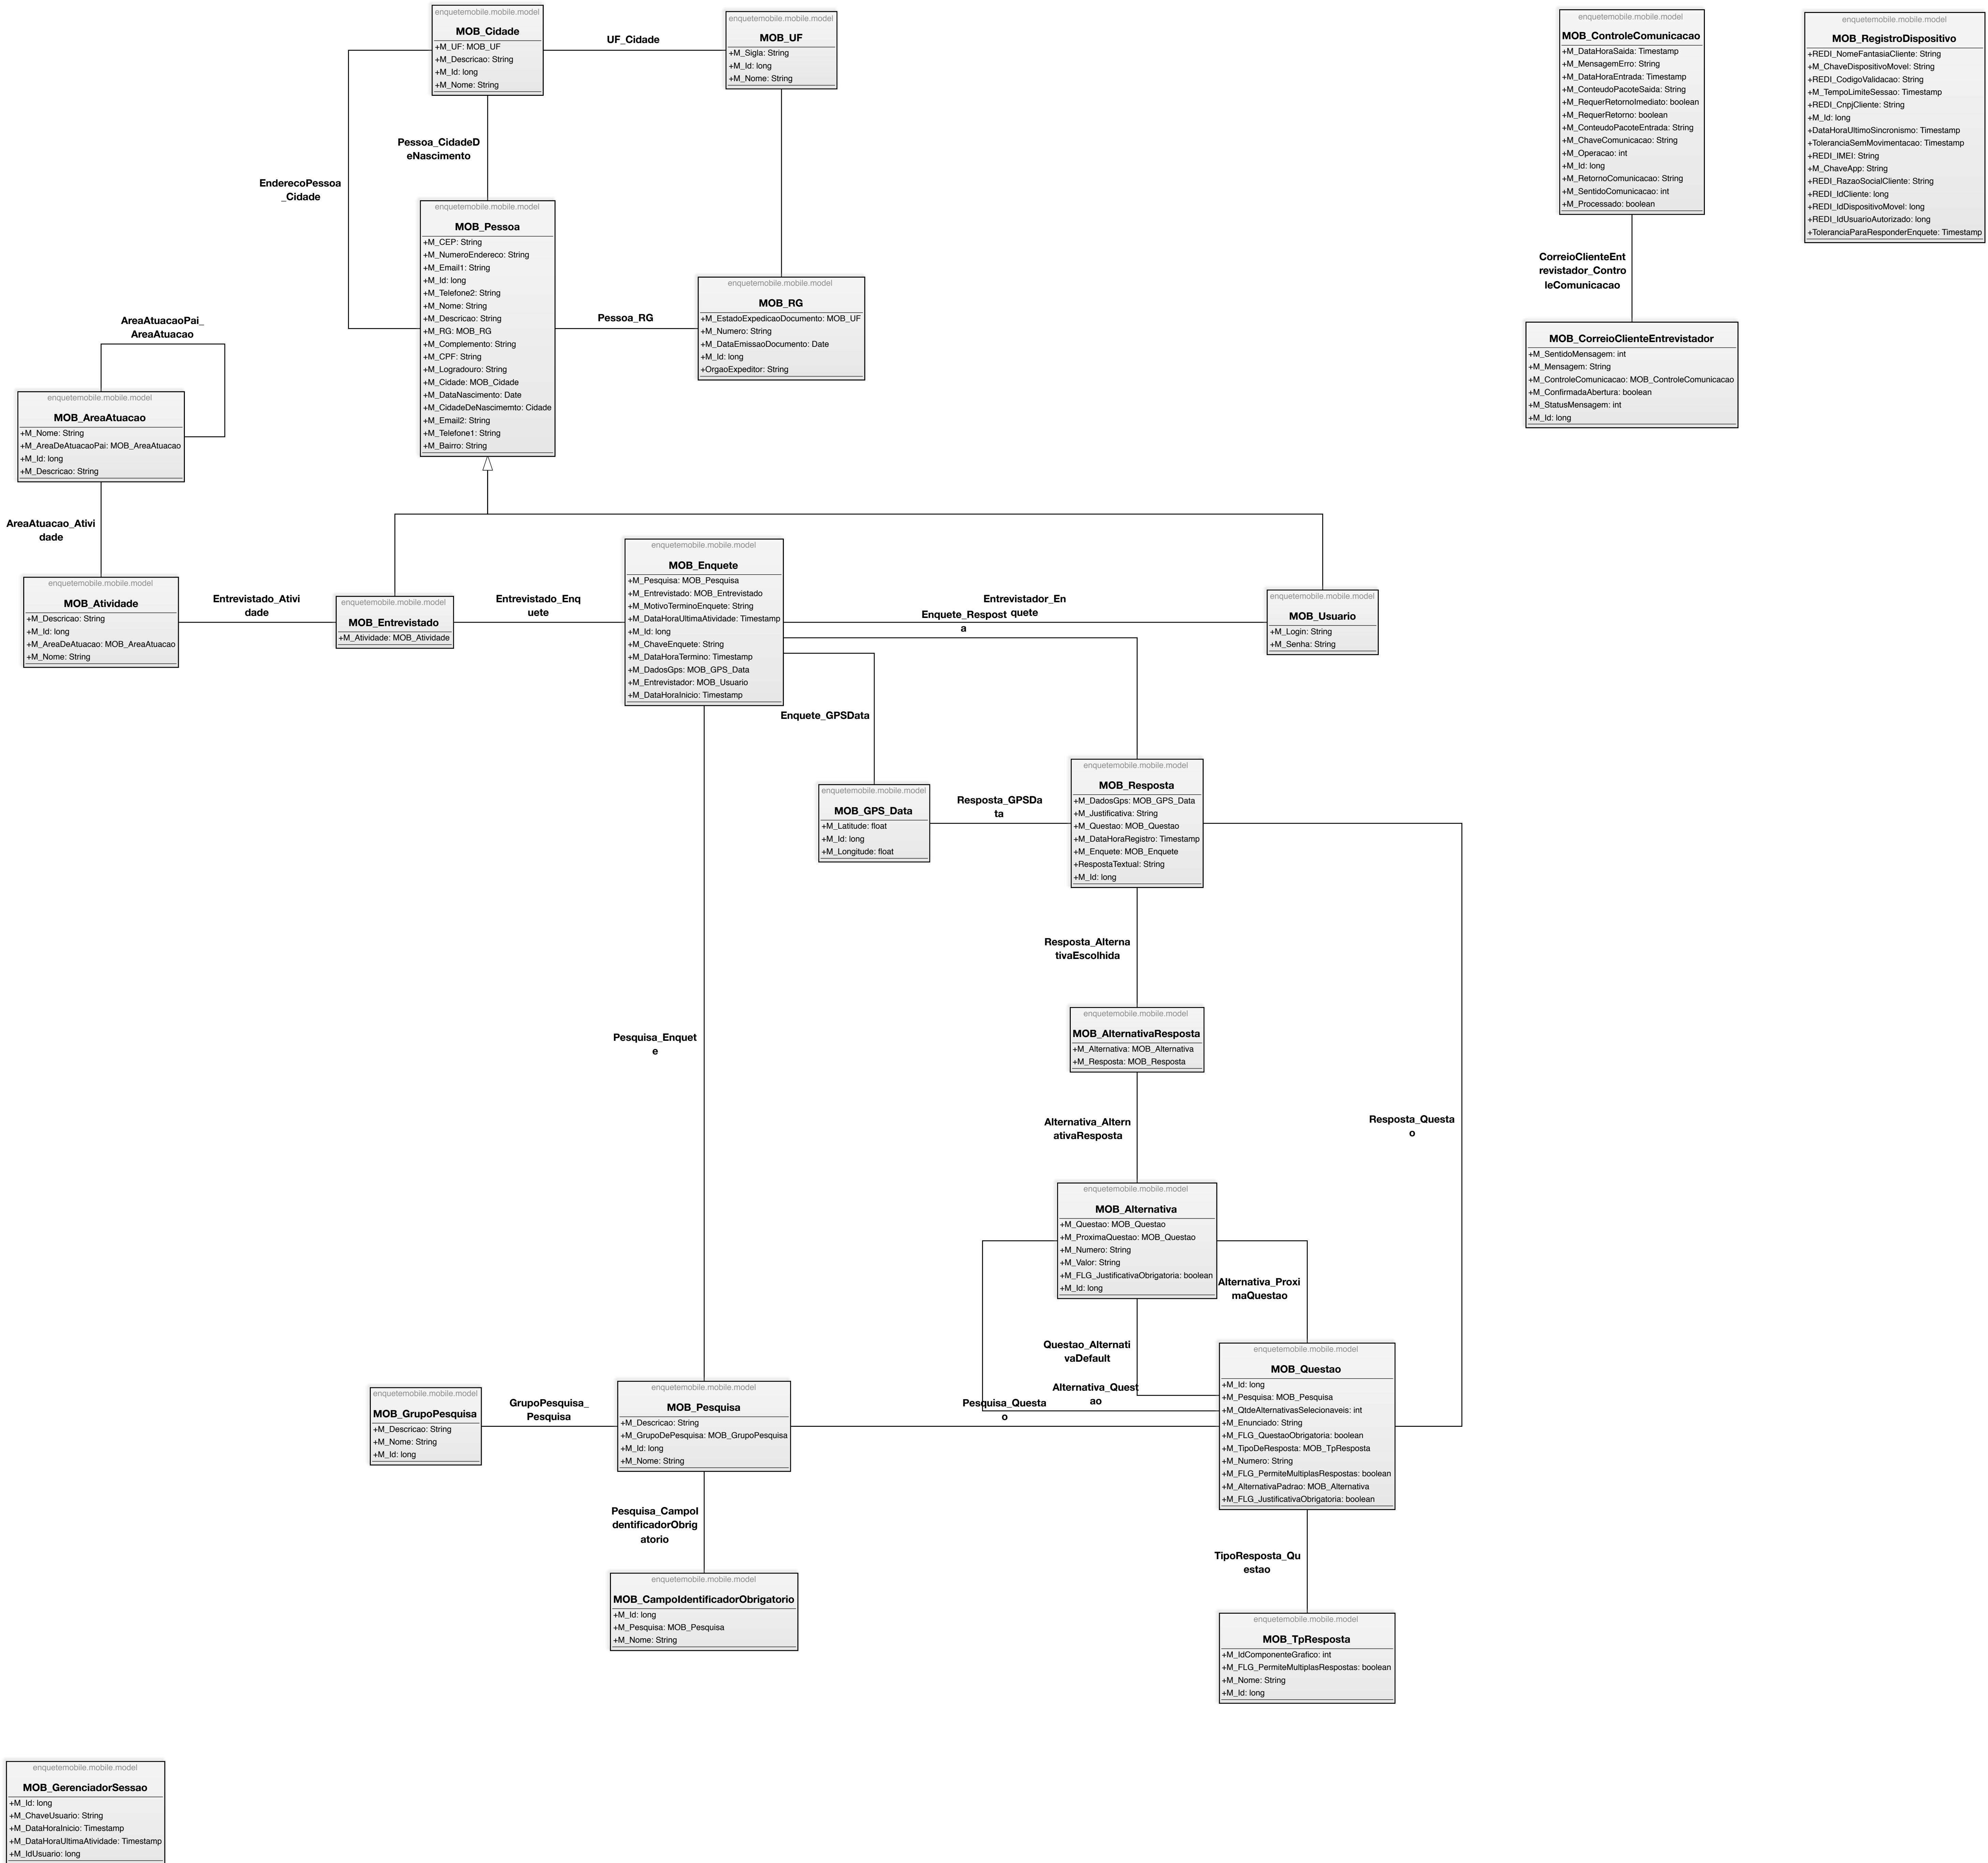 enquetemobile.mobile.model
MOB_Cidade
+M_UF: MOB_UF
+M_Descricao: String
+M_Id: long
+M_Nome: String
UF_Cidade
enquetemobile.mobile.model
MOB_UF
+M_Sigla: String
+M_Id: long
+M_Nome: String
enquetemobile.mobile.model
MOB_ControleComunicacao
+M_DataHoraSaida: Timestamp
+M_MensagemErro: String
+M_DataHoraEntrada: Timestamp
+M_ConteudoPacoteSaida: String
+M_RequerRetornoImediato: boolean
+M_RequerRetorno: boolean
+M_ConteudoPacoteEntrada: String
+M_ChaveComunicacao: String
+M_Operacao: int
+M_Id: long
+M_RetornoComunicacao: String
+M_SentidoComunicacao: int
+M_Processado: boolean
enquetemobile.mobile.model
MOB_RegistroDispositivo
+REDI_NomeFantasiaCliente: String
+M_ChaveDispositivoMovel: String
+REDI_CodigoValidacao: String
+M_TempoLimiteSessao: Timestamp
+REDI_CnpjCliente: String
+M_Id: long
+DataHoraUltimoSincronismo: Timestamp
+ToleranciaSemMovimentacao: Timestamp
+REDI_IMEI: String
+M_ChaveApp: String
+REDI_RazaoSocialCliente: String
+REDI_IdCliente: long
+REDI_IdDispositivoMovel: long
+REDI_IdUsuarioAutorizado: long
+ToleranciaParaResponderEnquete: Timestamp
Pessoa_CidadeD
eNascimento
EnderecoPessoa
_Cidade
enquetemobile.mobile.model
MOB_Pessoa
+M_CEP: String
+M_NumeroEndereco: String
+M_Email1: String
+M_Id: long
+M_Telefone2: String
+M_Nome: String
+M_Descricao: String
+M_RG: MOB_RG
+M_Complemento: String
+M_CPF: String
+M_Logradouro: String
+M_Cidade: MOB_Cidade
+M_DataNascimento: Date
+M_CidadeDeNascimemto: Cidade
+M_Email2: String
+M_Telefone1: String
+M_Bairro: String
Pessoa_RG
enquetemobile.mobile.model
MOB_RG
+M_EstadoExpedicaoDocumento: MOB_UF
+M_Numero: String
+M_DataEmissaoDocumento: Date
+M_Id: long
+OrgaoExpeditor: String
CorreioClienteEnt
revistador_Contro
leComunicacao
enquetemobile.mobile.model
MOB_CorreioClienteEntrevistador
+M_SentidoMensagem: int
+M_Mensagem: String
+M_ControleComunicacao: MOB_ControleComunicacao
+M_ConfirmadaAbertura: boolean
+M_StatusMensagem: int
+M_Id: long
AreaAtuacaoPai_
AreaAtuacao
enquetemobile.mobile.model
MOB_AreaAtuacao
+M_Nome: String
+M_AreaDeAtuacaoPai: MOB_AreaAtuacao
+M_Id: long
+M_Descricao: String
AreaAtuacao_Ativi
dade
enquetemobile.mobile.model
MOB_Atividade
+M_Descricao: String
+M_Id: long
+M_AreaDeAtuacao: MOB_AreaAtuacao
+M_Nome: String
Entrevistado_Ativi
dade
enquetemobile.mobile.model
MOB_Entrevistado
+M_Atividade: MOB_Atividade
Entrevistado_Enq
uete
enquetemobile.mobile.model
MOB_Enquete
+M_Pesquisa: MOB_Pesquisa
+M_Entrevistado: MOB_Entrevistado
+M_MotivoTerminoEnquete: String
+M_DataHoraUltimaAtividade: Timestamp
+M_Id: long
+M_ChaveEnquete: String
+M_DataHoraTermino: Timestamp
+M_DadosGps: MOB_GPS_Data
+M_Entrevistador: MOB_Usuario
+M_DataHoraInicio: Timestamp
Entrevistador_En
quete
Enquete_Respost
a
enquetemobile.mobile.model
MOB_Usuario
+M_Login: String
+M_Senha: String
Enquete_GPSData
enquetemobile.mobile.model
MOB_GPS_Data
+M_Latitude: float
+M_Id: long
+M_Longitude: float
Resposta_GPSDa
ta
enquetemobile.mobile.model
MOB_Resposta
+M_DadosGps: MOB_GPS_Data
+M_Justificativa: String
+M_Questao: MOB_Questao
+M_DataHoraRegistro: Timestamp
+M_Enquete: MOB_Enquete
+RespostaTextual: String
+M_Id: long
Resposta_Alterna
tivaEscolhida
enquetemobile.mobile.model
MOB_AlternativaResposta
+M_Alternativa: MOB_Alternativa
+M_Resposta: MOB_Resposta
Pesquisa_Enquet
e
Alternativa_Altern
ativaResposta
Resposta_Questa
o
enquetemobile.mobile.model
MOB_Alternativa
+M_Questao: MOB_Questao
+M_ProximaQuestao: MOB_Questao
+M_Numero: String
+M_Valor: String
+M_FLG_JustificativaObrigatoria: boolean
+M_Id: long
Alternativa_Proxi
maQuestao
Questao_Alternati
vaDefault
Alternativa_Quest
ao
Pesquisa_Questa
o
enquetemobile.mobile.model
MOB_Questao
+M_Id: long
+M_Pesquisa: MOB_Pesquisa
+M_QtdeAlternativasSelecionaveis: int
+M_Enunciado: String
+M_FLG_QuestaoObrigatoria: boolean
+M_TipoDeResposta: MOB_TpResposta
+M_Numero: String
+M_FLG_PermiteMultiplasRespostas: boolean
+M_AlternativaPadrao: MOB_Alternativa
+M_FLG_JustificativaObrigatoria: boolean
enquetemobile.mobile.model
MOB_GrupoPesquisa
+M_Descricao: String
+M_Nome: String
+M_Id: long
GrupoPesquisa_
Pesquisa
enquetemobile.mobile.model
MOB_Pesquisa
+M_Descricao: String
+M_GrupoDePesquisa: MOB_GrupoPesquisa
+M_Id: long
+M_Nome: String
Pesquisa_CampoI
dentificadorObrig
atorio
enquetemobile.mobile.model
MOB_CampoIdentificadorObrigatorio
+M_Id: long
+M_Pesquisa: MOB_Pesquisa
+M_Nome: String
TipoResposta_Qu
estao
enquetemobile.mobile.model
MOB_TpResposta
+M_IdComponenteGrafico: int
+M_FLG_PermiteMultiplasRespostas: boolean
+M_Nome: String
+M_Id: long
enquetemobile.mobile.model
MOB_GerenciadorSessao
+M_Id: long
+M_ChaveUsuario: String
+M_DataHoraInicio: Timestamp
+M_DataHoraUltimaAtividade: Timestamp
+M_IdUsuario: long